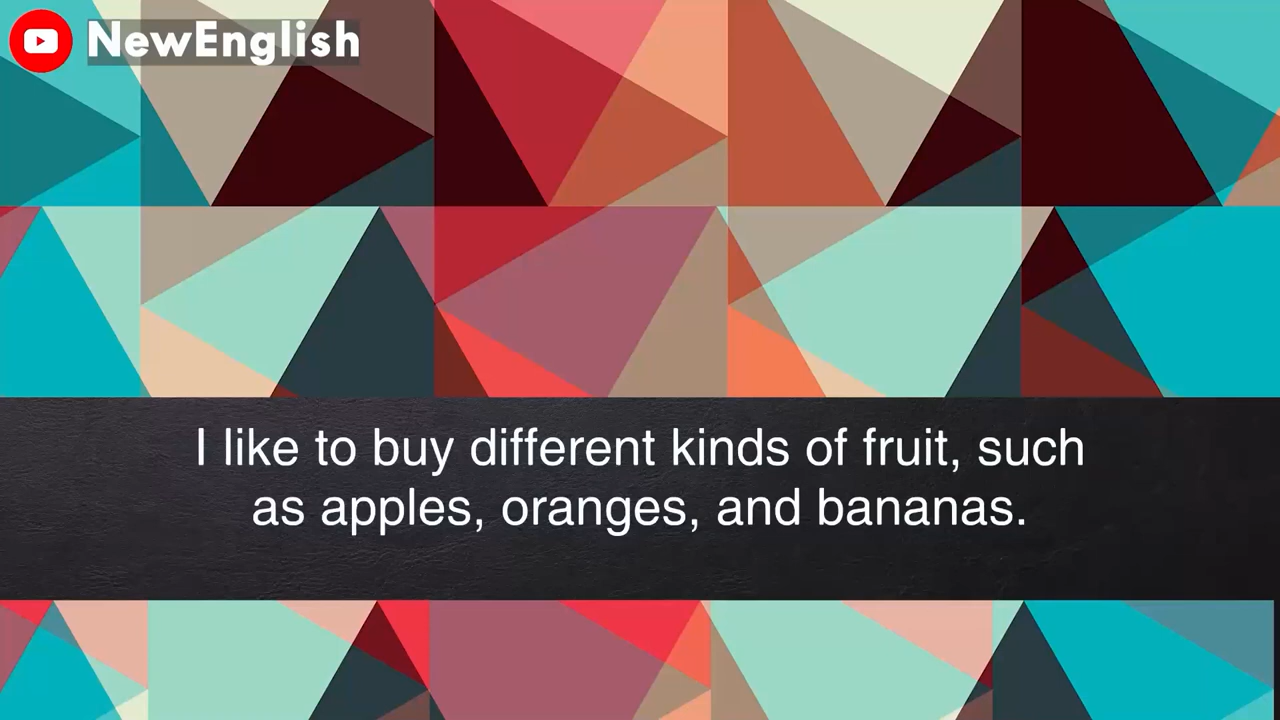 NewEnglish
I like to buy different kinds of fruit, such
as apples, oranges, and bananas.